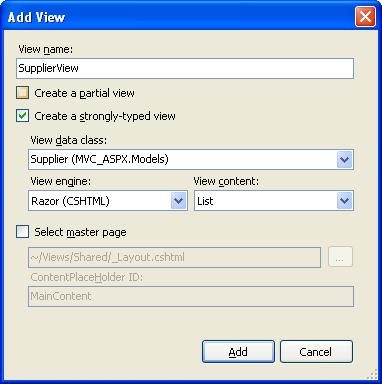 Add View
View name:
SupplierView
Create a partial view
Create a strongly-typed view
View data class:
Supplier (MVC_ASPX.Models)
View engine: View content:
Razor (CSHTML) List
Select master page
~/Views/Shared/_Layout.cshtml ...
ContentPlaceHolder ID:
MainContent
Add Cancel